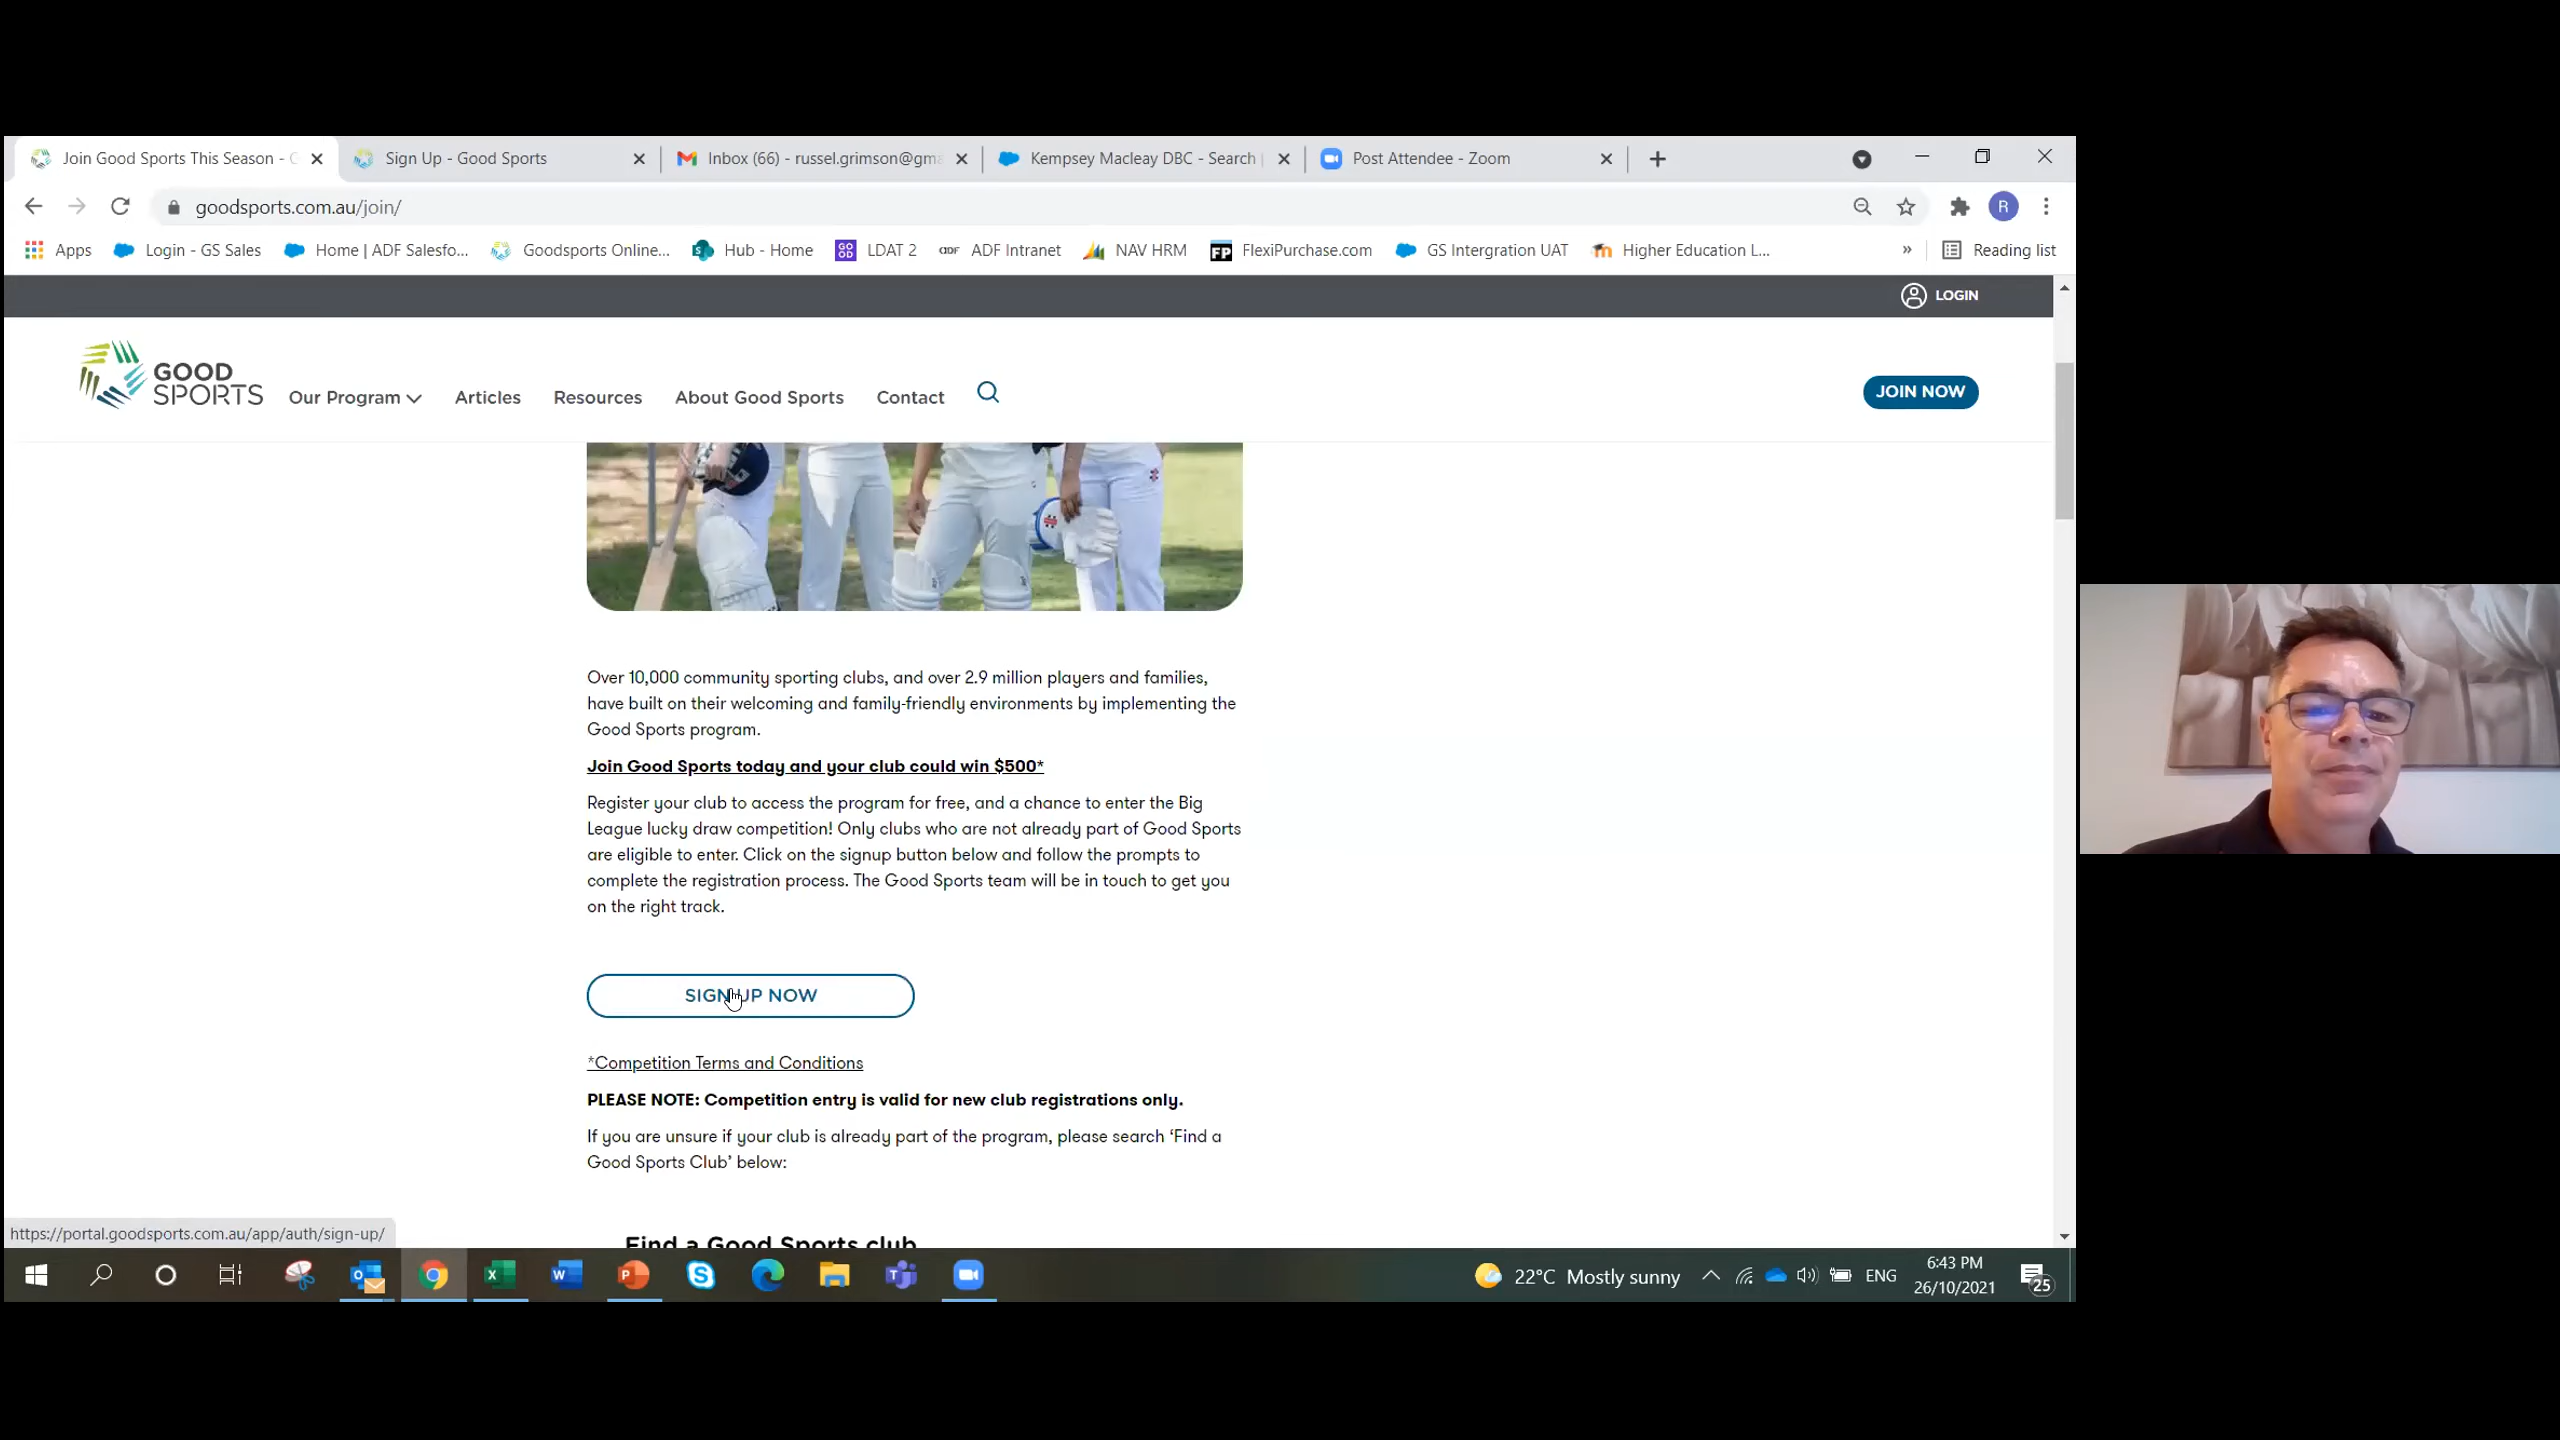 Join Good Sports This Season - G
Sign Up - Good Sports
Inbox (66) - russel.grimson@gma
Kempsey Macleay DBC - Search |
Post Attendee - Zoom
goodsports.com.au/join/
R
Apps
Login - GS Sales
Home | ADF Salesfo...
Goodsports Online...
Hub - Home
GO
OD
LDAT 2
ADF
ADF Intranet
NAV HRM
FP
FlexiPurchase.com
GS Intergration UAT
Higher Education L...
»
Reading list
LOGIN
GOOD
SPORTS
Our Program
Articles
Resources
About Good Sports
Contact
JOIN NOW
Over 10,000 community sporting clubs, and over 2.9 million players and families,
have built on their welcoming and family-friendly environments by implementing the
Good Sports program.
Join Good Sports today and your club could win $500*
Register your club to access the program for free, and a chance to enter the Big
League lucky draw competition! Only clubs who are not already part of Good Sports
are eligible to enter. Click on the signup button below and follow the prompts to
complete the registration process. The Good Sports team will be in touch to get you
on the right track.
SIGN UP NOW
*Competition Terms and Conditions
PLEASE NOTE: Competition entry is valid for new club registrations only.
If you are unsure if your club is already part of the program, please search ‘Find a
Good Sports Club’ below:
Find a Good Sports club
https://portal.goodsports.com.au/app/auth/sign-up/
22°C Mostly sunny
ENG
6:43 PM
26/10/2021
25